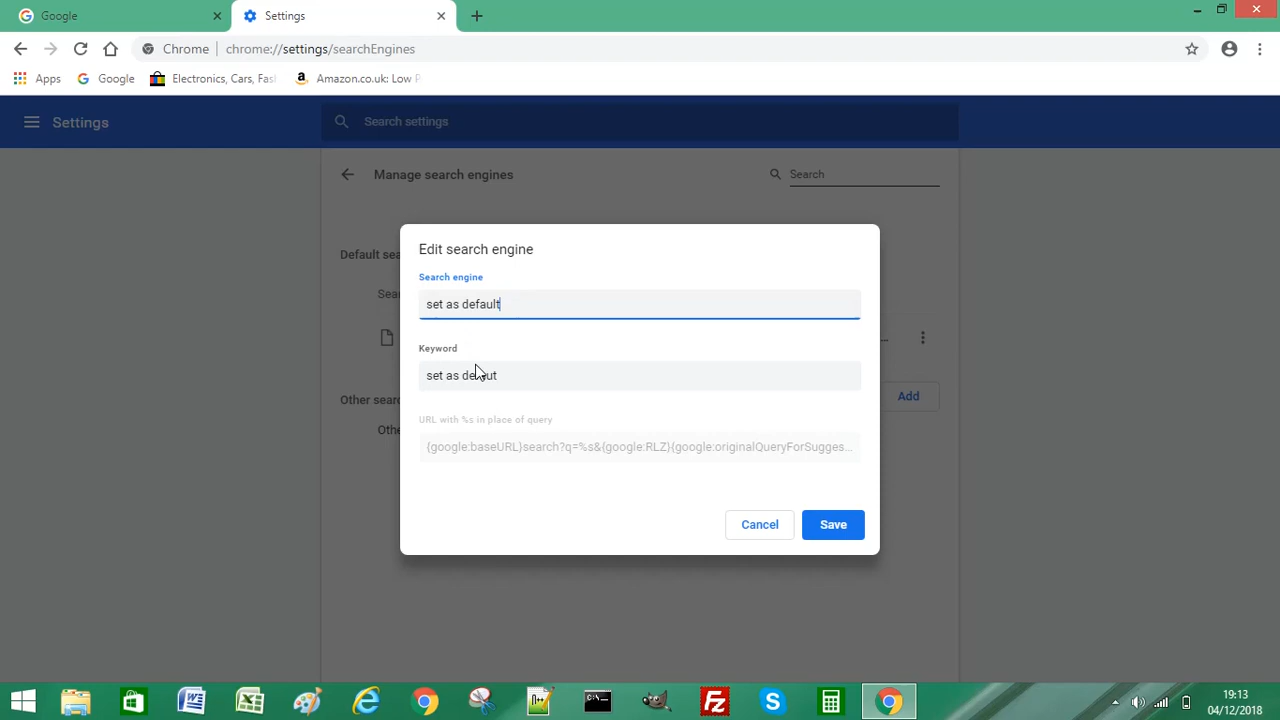 Google
Settings
Chrome
chrome://settings/searchEngines
Apps
Google
Electronics, Cars, Fas
Amazon.co.uk: Low P
Settings
Search settings
Manage search engines
Search
Edit search engine
Default sea
Search engine
Sear
set as default
...
Keyword
set as defaut
Add
Other searc
Othe
URL with %s in place of query
{google:baseURL}search?q=%s&{google:RLZ}{google:originalQueryForSugges...
Cancel
Save
19:13
04/12/2018